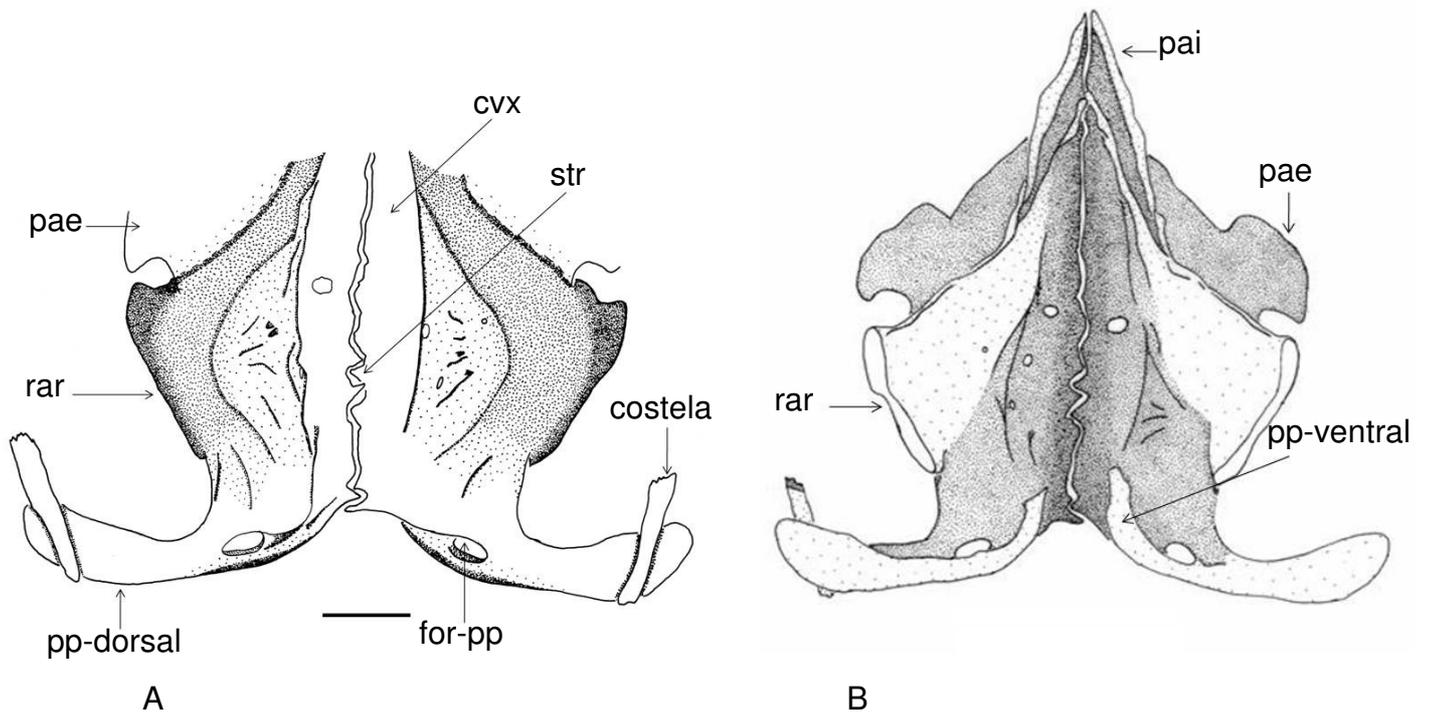 cvx
str
pae
rar
costela
pp-dorsal
for-pp
A
pai
pae
rar
pp-ventral
B